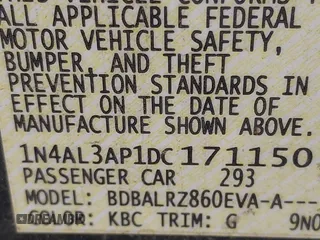 ALL APPLICABLE FEDERAL
MOTOR VEHICLE SAFETY,
BUMPER, AND THEFT
PREVENTION STANDARDS IN
EFFECT ON THE DATE OF
MANUFACTURE SHOWN ABOVE.
1N4AL3AP1DC171150
PASSENGER CAR 293
MODEL: BDBALRZ860EVA-A---
KBC TRIM: G 9N0